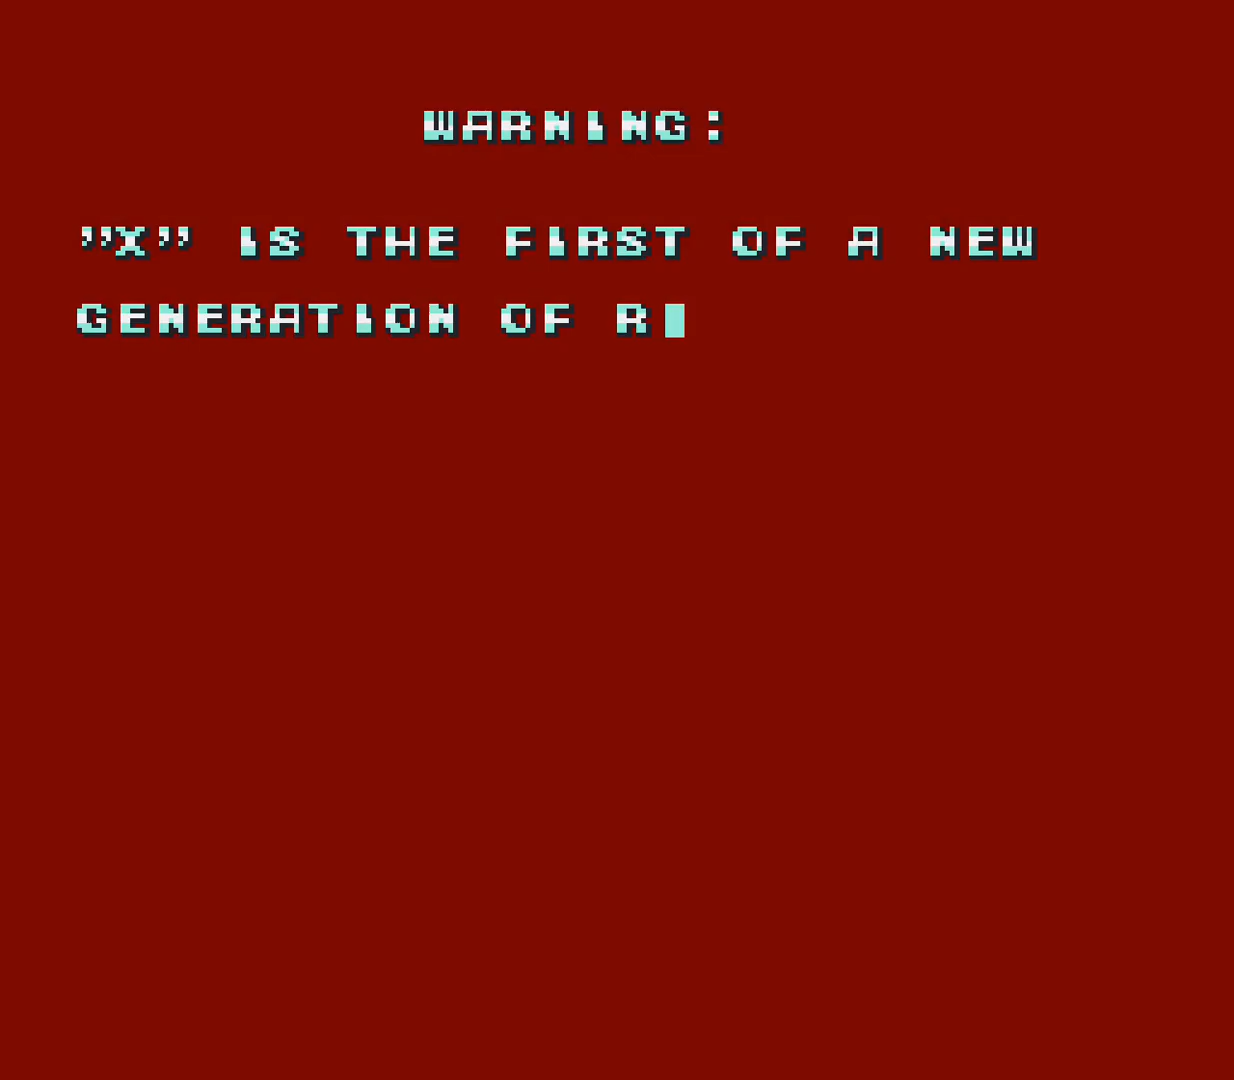 WARNING:
"X" IS THE FIRST OF A NEW
GENERATION OF R